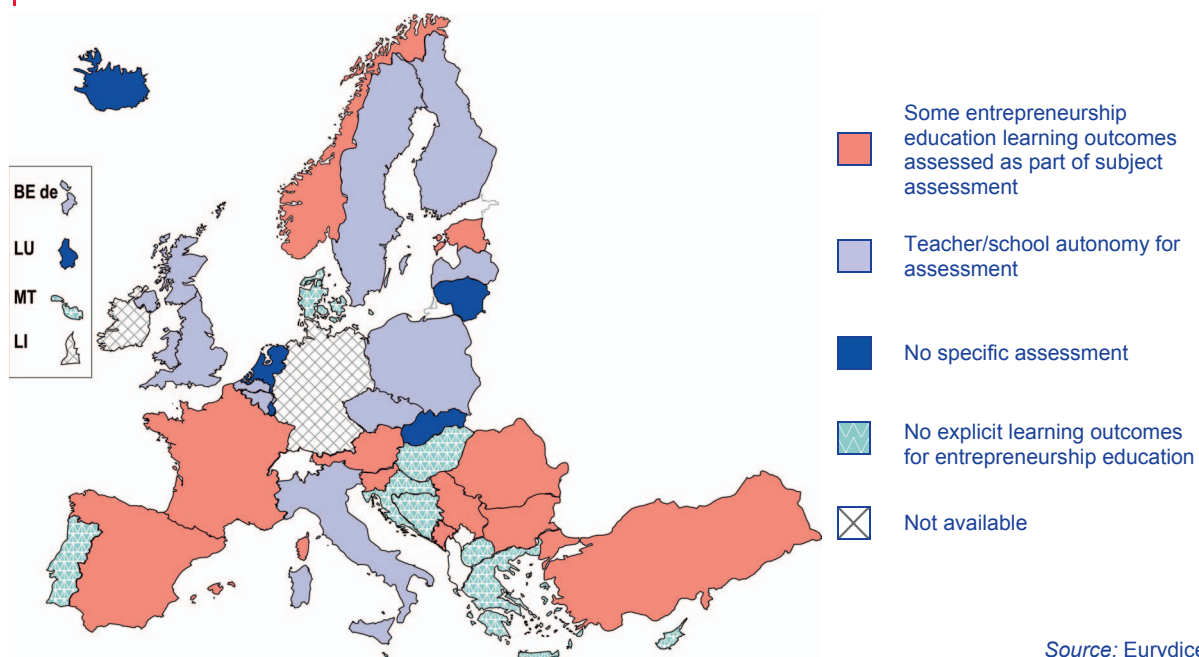 BE de
LU
MT
LI
Some entrepreneurship
education learning outcomes
assessed as part of subject
assessment
Teacher/school autonomy for
assessment
No specific assessment
No explicit learning outcomes
for entrepreneurship education
Not available
Source: Eurydice